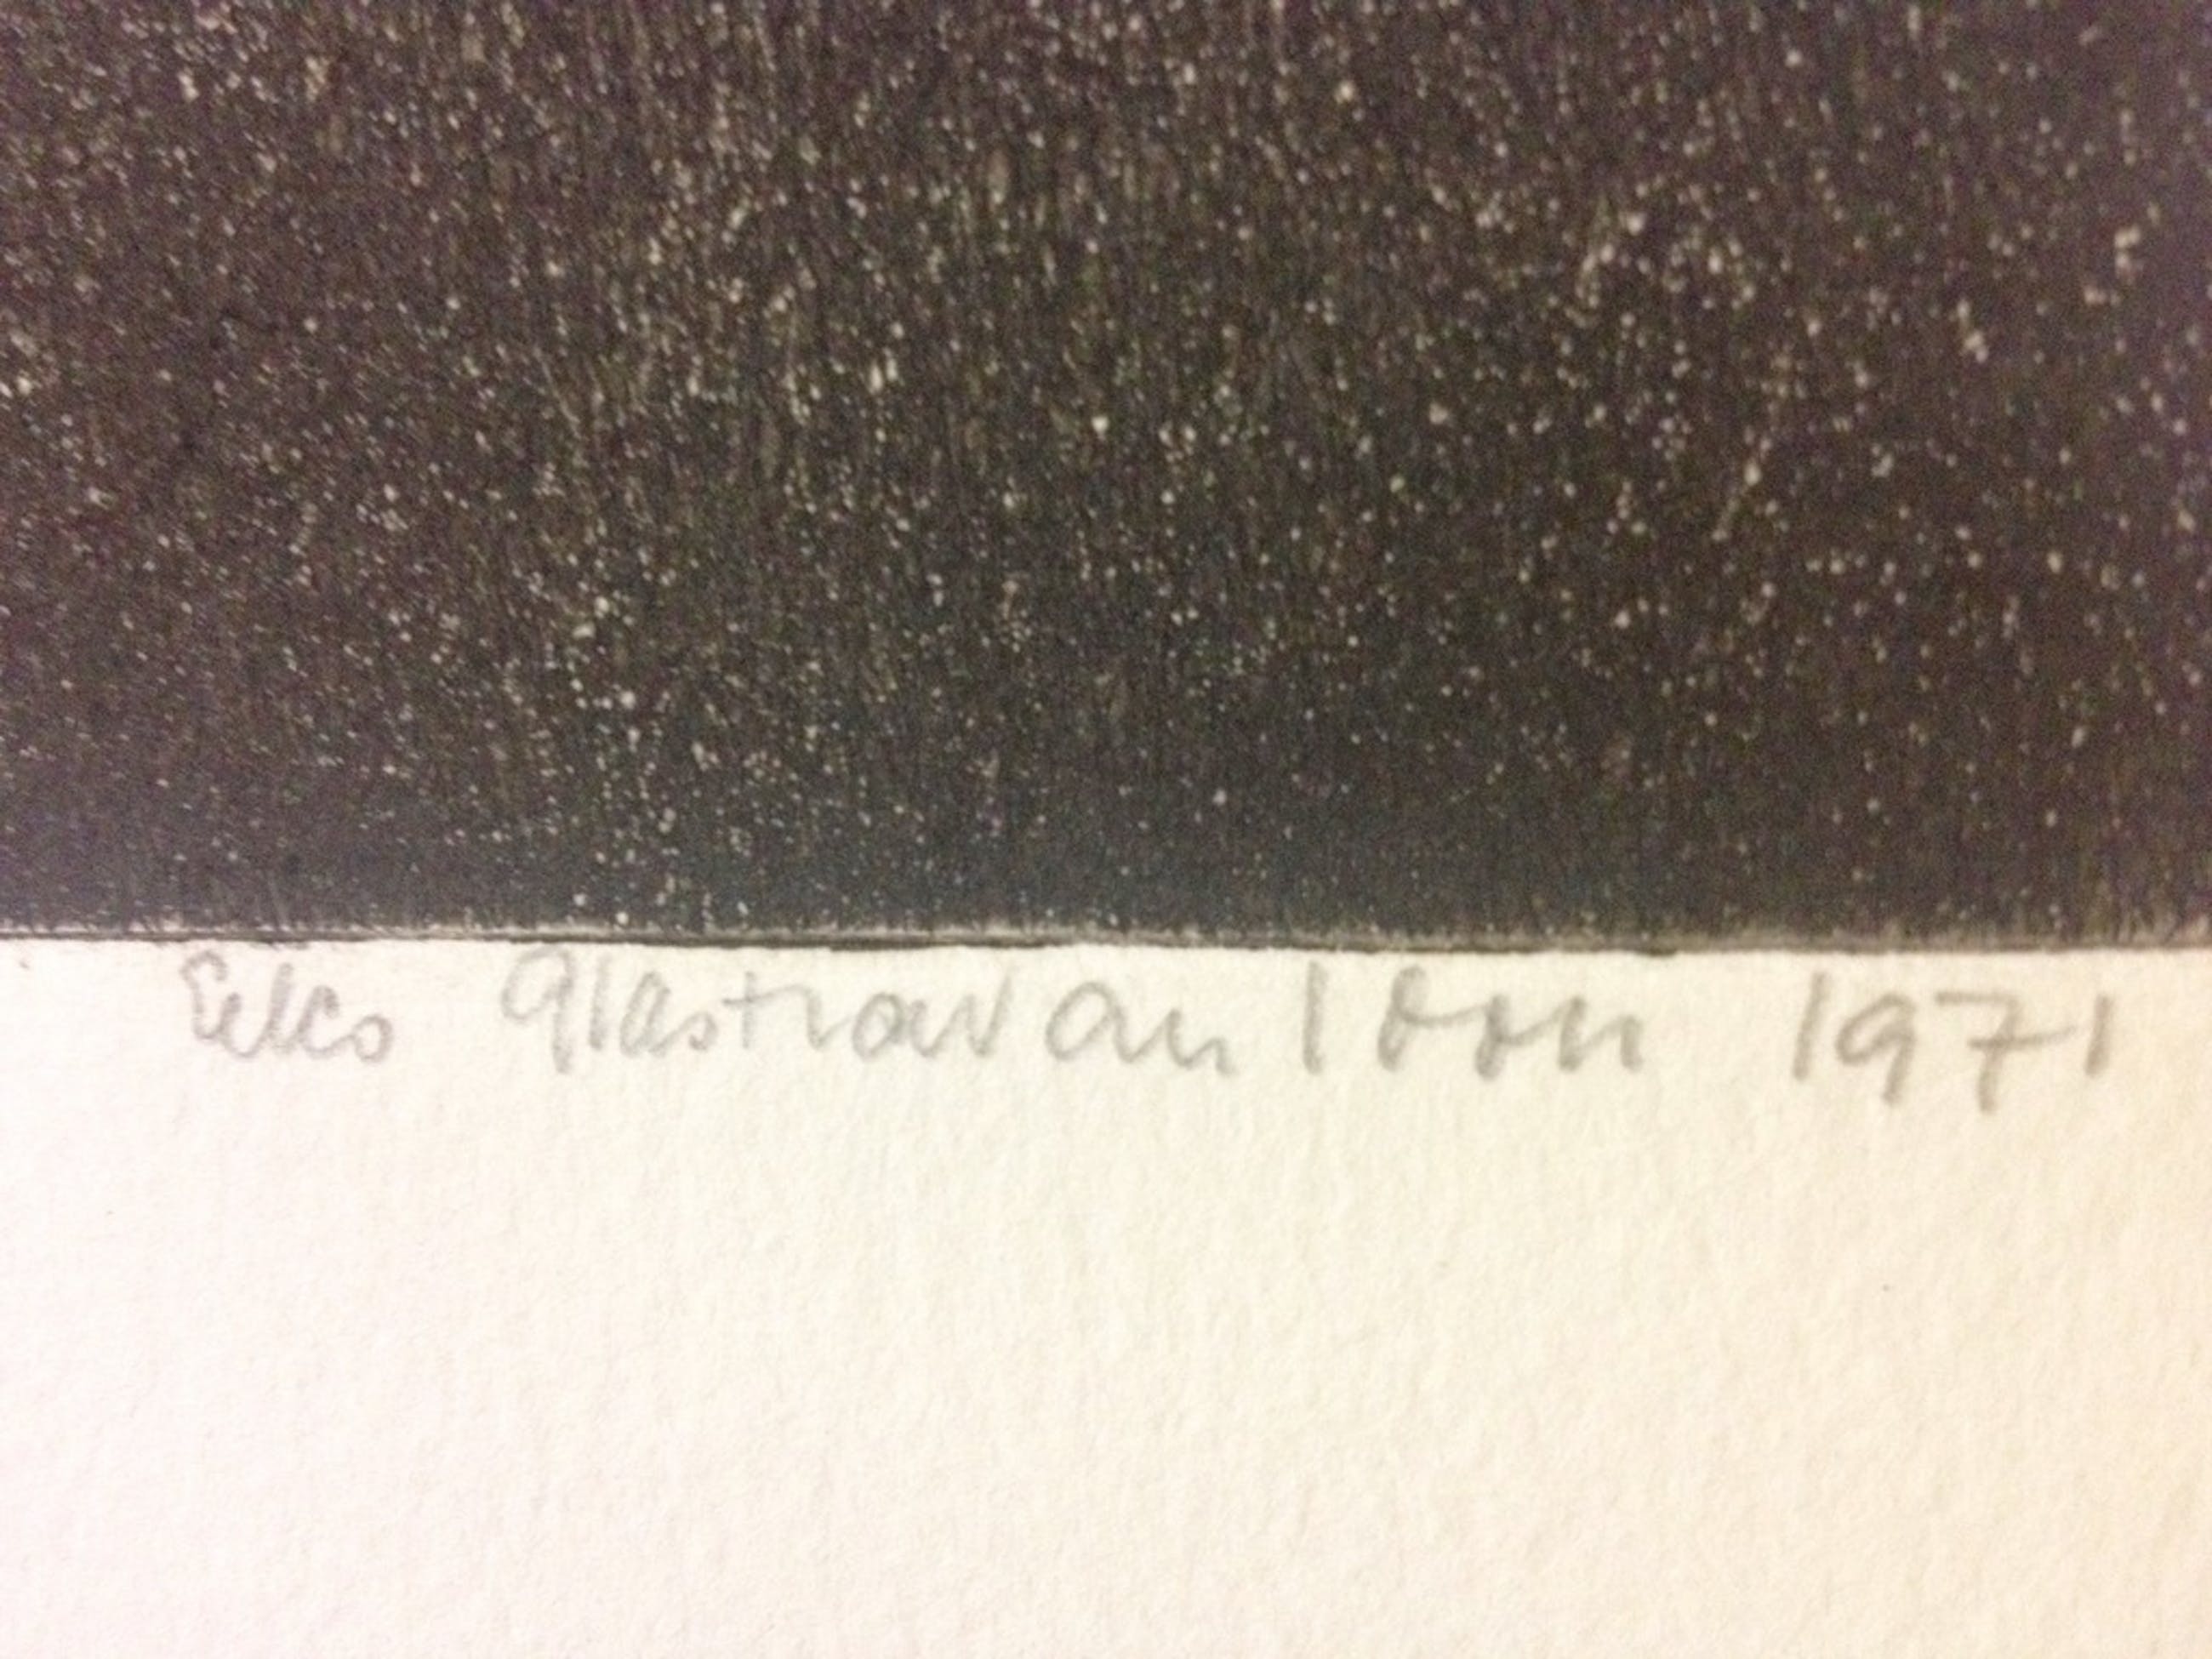 Eelco glastra van Loon 1971